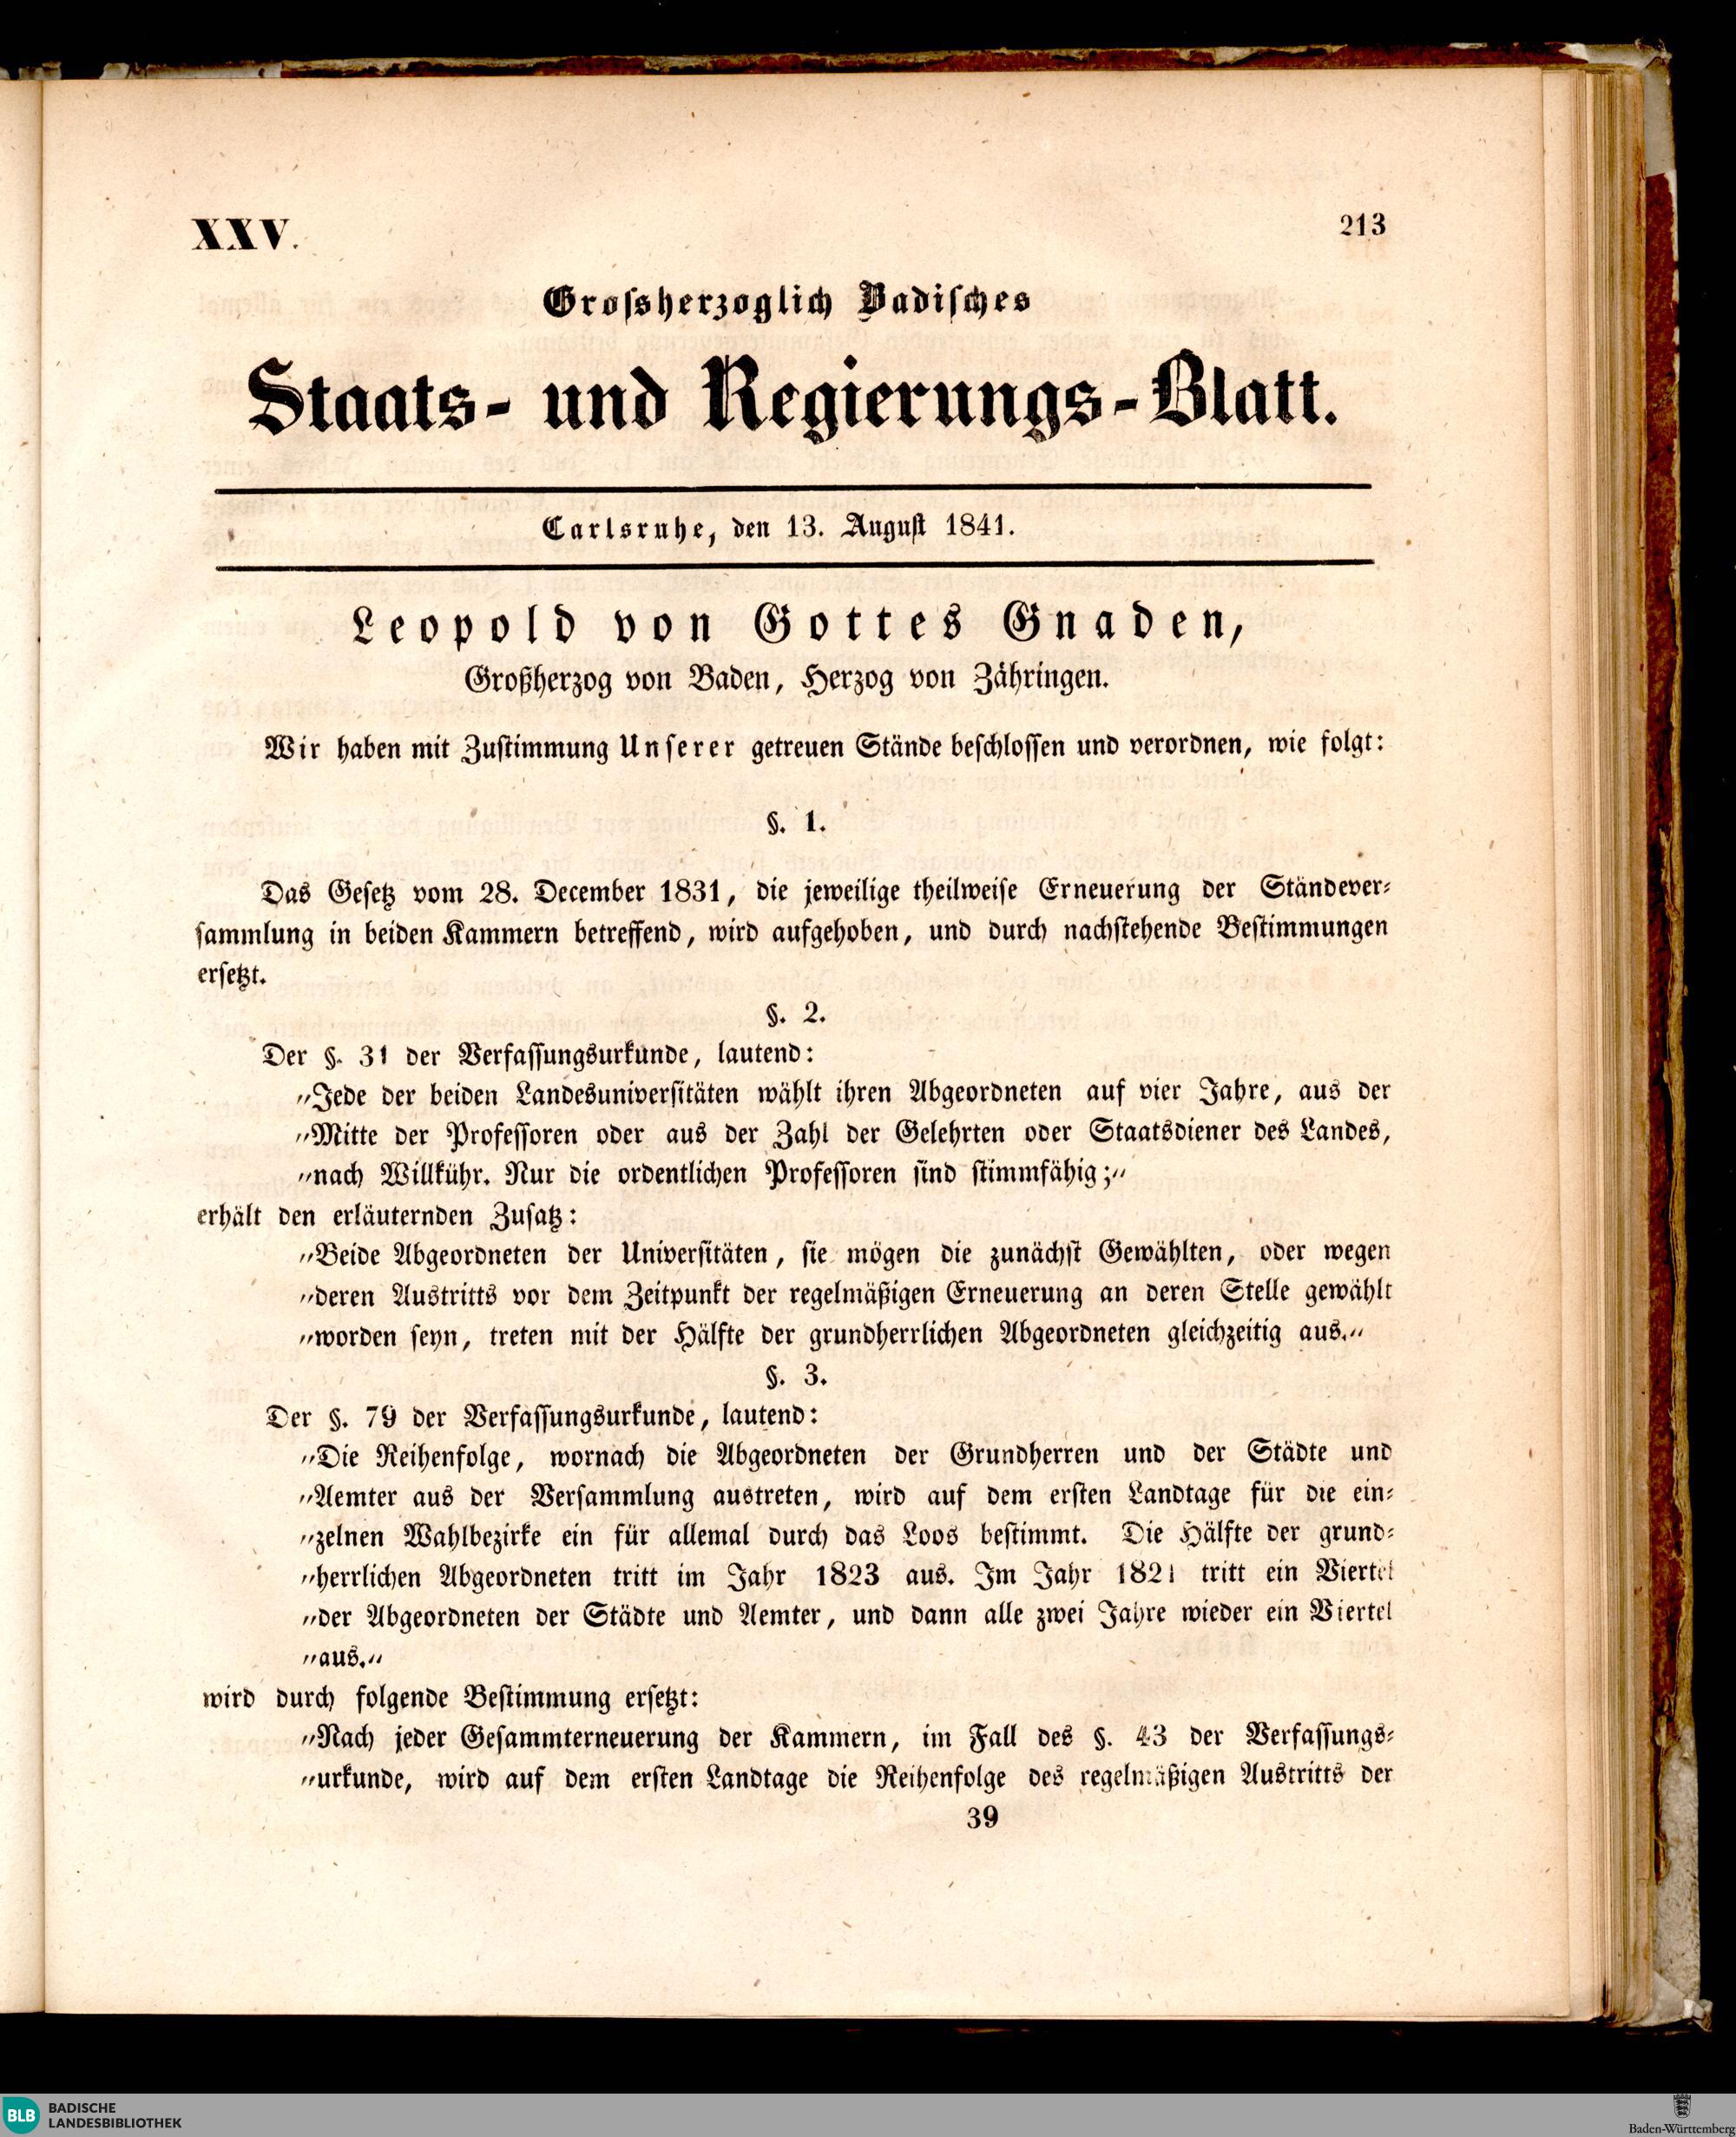 XXV.
213
Grossherzoglich Badisches
Staats- und Regierungs-Blatt.
Carlsruhe, den 13. August 1841.
Leopold von Gottes Gnaden,
Großherzog von Baden, Herzog von Zähringen.
Wir haben mit Zustimmung Unserer getreuen Stände beschlossen und verordnen, wie folgt:
§. 1.
Das Gesetz vom 28. December 1831, die jeweilige theilweise Erneuerung der Ständever-
sammlung in beiden Kammern betreffend, wird aufgehoben, und durch nachstehende Bestimmungen
ersetzt.
§. 2.
Der §. 31 der Verfassungsurkunde, lautend:
„Jede der beiden Landesuniversitäten wählt ihren Abgeordneten auf vier Jahre, aus der
„Mitte der Professoren oder aus der Zahl der Gelehrten oder Staatsdiener des Landes,
„nach Willkühr. Nur die ordentlichen Professoren sind stimmfähig;“
erhält den erläuternden Zusatz:
„Beide Abgeordneten der Universitäten, sie mögen die zunächst Gewählten, oder wegen
„deren Austritts vor dem Zeitpunkt der regelmäßigen Erneuerung an deren Stelle gewählt
„worden seyn, treten mit der Hälfte der grundherrlichen Abgeordneten gleichzeitig aus.“
§. 3.
Der §. 79 der Verfassungsurkunde, lautend:
„Die Reihenfolge, wornach die Abgeordneten der Grundherren und der Städte und
„Aemter aus der Versammlung austreten, wird auf dem ersten Landtage für die ein-
„zelnen Wahlbezirke ein für allemal durch das Loos bestimmt. Die Hälfte der grund-
„herrlichen Abgeordneten tritt im Jahr 1823 aus. Im Jahr 1821 tritt ein Viertel
„der Abgeordneten der Städte und Aemter, und dann alle zwei Jahre wieder ein Viertel
„aus.“
wird durch folgende Bestimmung ersetzt:
„Nach jeder Gesammterneuerung der Kammern, im Fall des §. 43 der Verfassungs-
„urkunde, wird auf dem ersten Landtage die Reihenfolge des regelmäßigen Austritts der
39
BLB
BADISCHE
LANDESBIBLIOTHEK
Baden-Württemberg